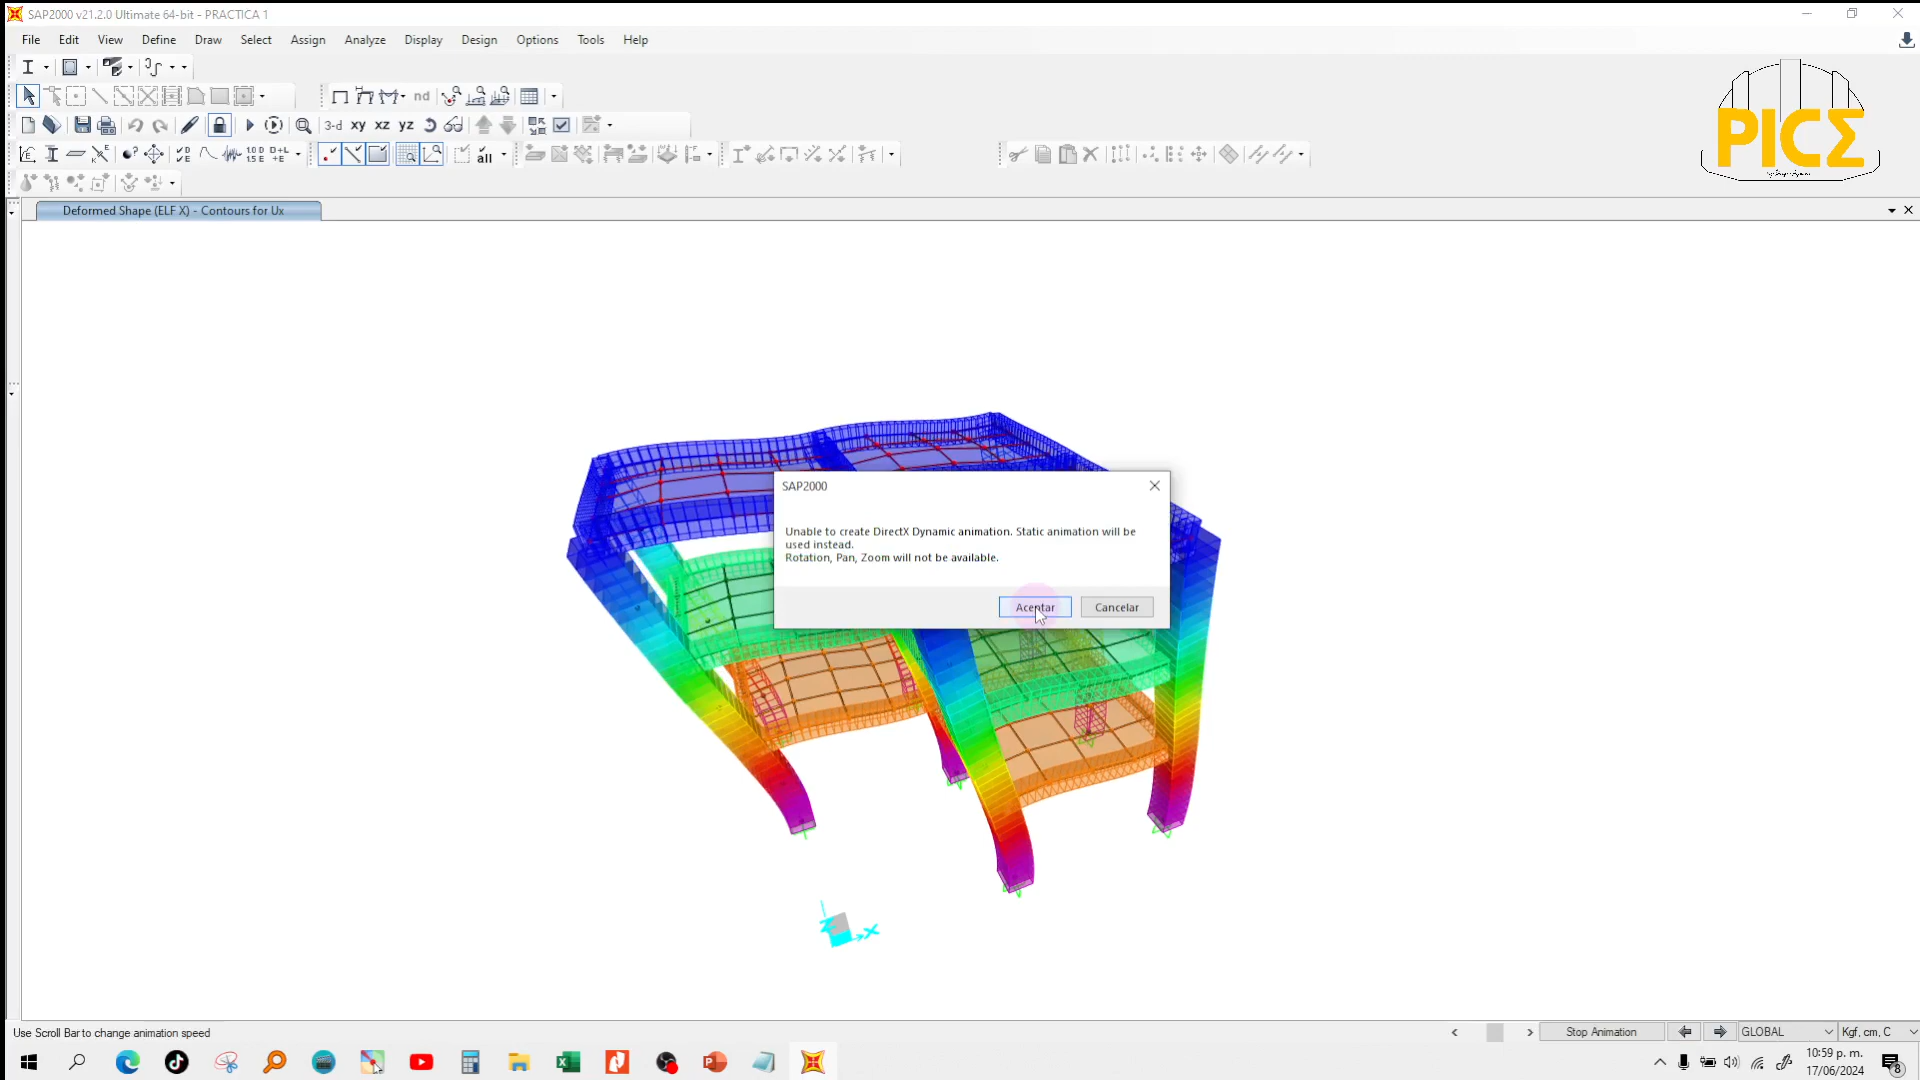 SAP2000 v21.2.0 Ultimate 64-bit - PRACTICA 1
File Edit View Define Draw Select Assign Analyze Display Design Options Tools Help
nd
3-d xy xz yz
all
PICΣ
Deformed Shape (ELF X) - Contours for Ux
SAP2000
Unable to create DirectX Dynamic animation. Static animation will be
used instead.
Rotation, Pan, Zoom will not be available.
Aceptar Cancelar
Z X
Use Scroll Bar to change animation speed
Stop Animation GLOBAL Kgf, cm, C
10:59 p. m.
17/06/2024
8